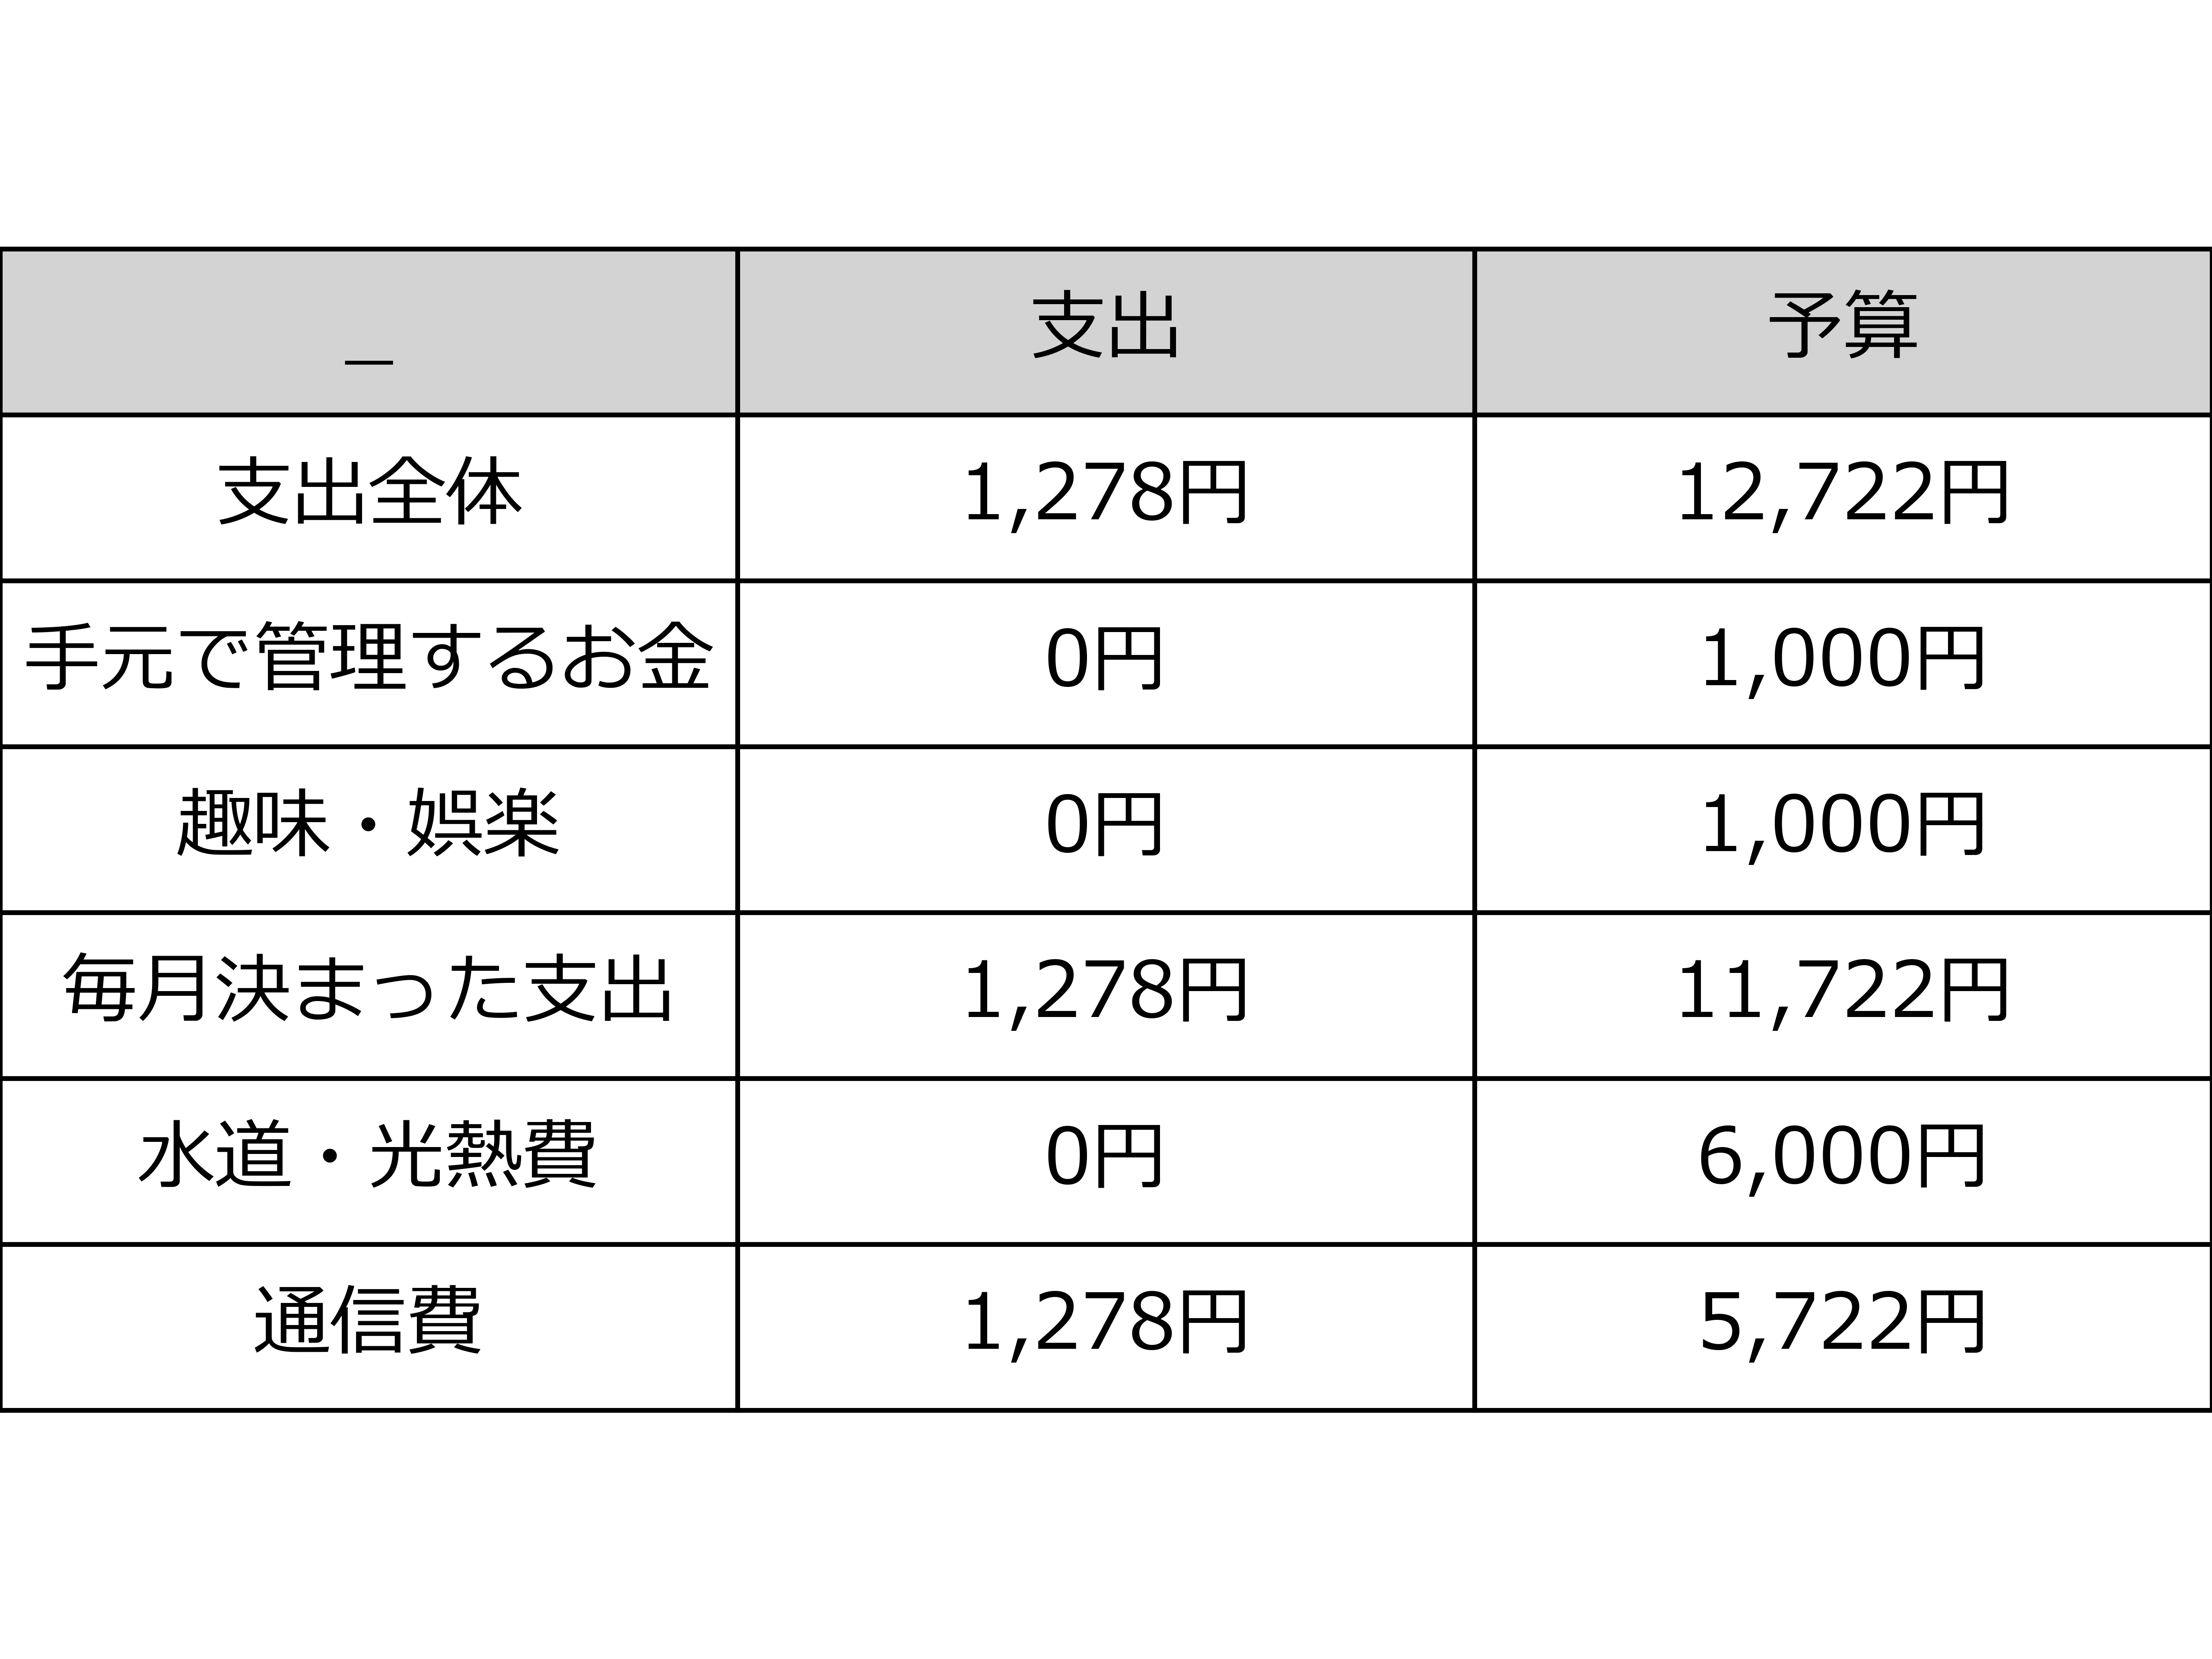 _ 支出 予算
支出全体 1,278円 12,722円
手元で管理するお金 0円 1,000円
趣味・娯楽 0円 1,000円
毎月決まった支出 1,278円 11,722円
水道・光熱費 0円 6,000円
通信費 1,278円 5,722円